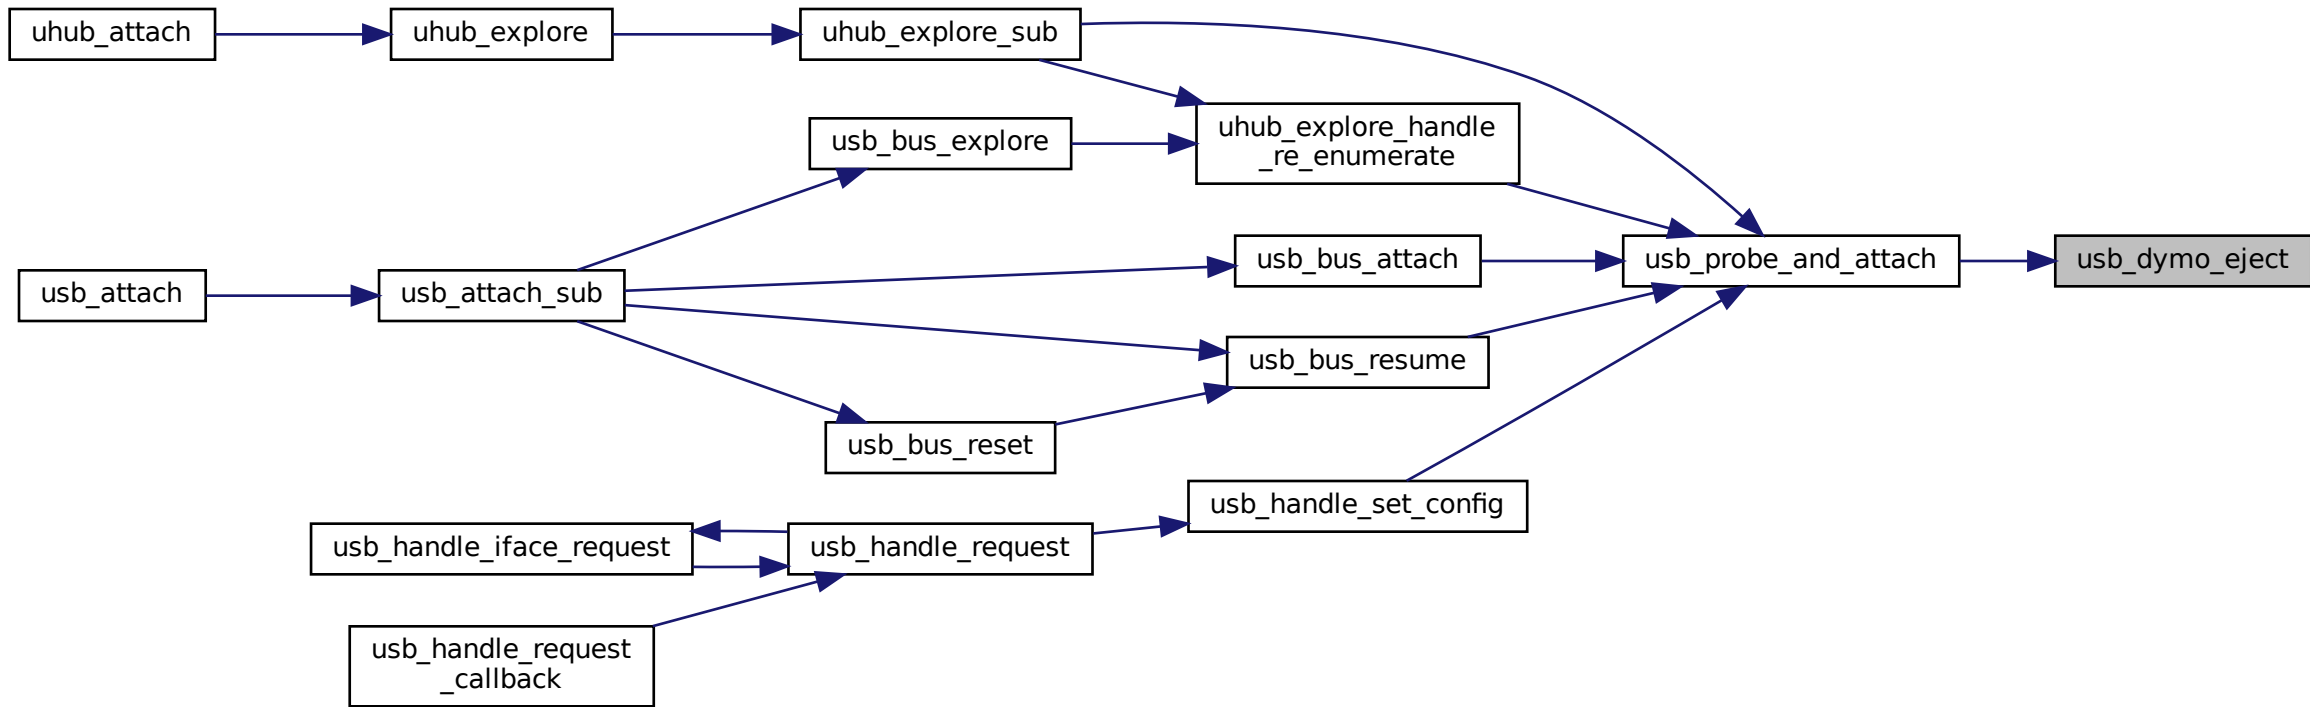 uhub_attach
uhub_explore
uhub_explore_sub
usb_bus_explore
uhub_explore_handle
_re_enumerate
usb_attach
usb_attach_sub
usb_bus_attach
usb_probe_and_attach
usb_dymo_eject
usb_bus_resume
usb_bus_reset
usb_handle_set_config
usb_handle_iface_request
usb_handle_request
usb_handle_request
_callback